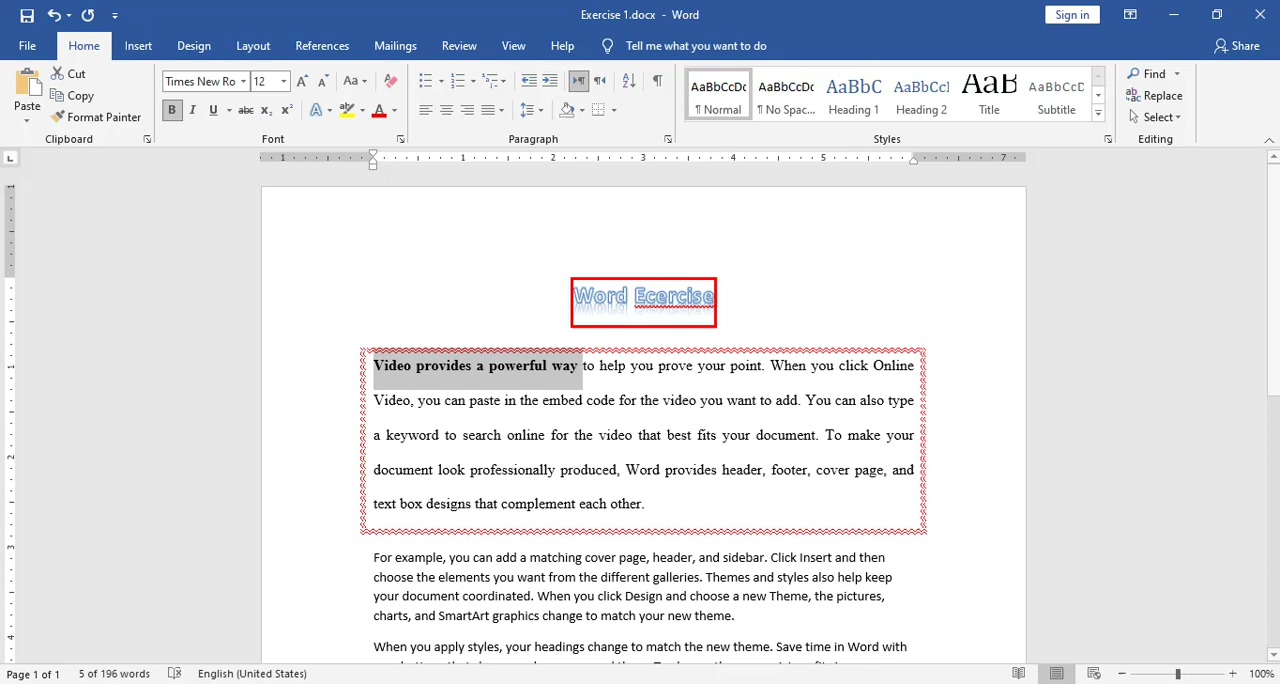 Exercise 1.docx - Word
Sign in
File Home Insert Design Layout References Mailings Review View Help Tell me what you want to do Share
Paste
Cut
Copy
Format Painter
Clipboard
Times New Ro 12
Font
Paragraph
AaBbCcDc AaBbCcDc AaBbC AaBbCcI AaB AaBbCcD
¶ Normal ¶ No Spac... Heading 1 Heading 2 Title Subtitle
Styles
Find
Replace
Select
Editing
1 1 2 3 4 5 7
Word Ecercise
Video provides a powerful way to help you prove your point. When you click Online
Video, you can paste in the embed code for the video you want to add. You can also type
a keyword to search online for the video that best fits your document. To make your
document look professionally produced, Word provides header, footer, cover page, and
text box designs that complement each other.
For example, you can add a matching cover page, header, and sidebar. Click Insert and then
choose the elements you want from the different galleries. Themes and styles also help keep
your document coordinated. When you click Design and choose a new Theme, the pictures,
charts, and SmartArt graphics change to match your new theme.
When you apply styles, your headings change to match the new theme. Save time in Word with
Page 1 of 1 5 of 196 words English (United States) 100%